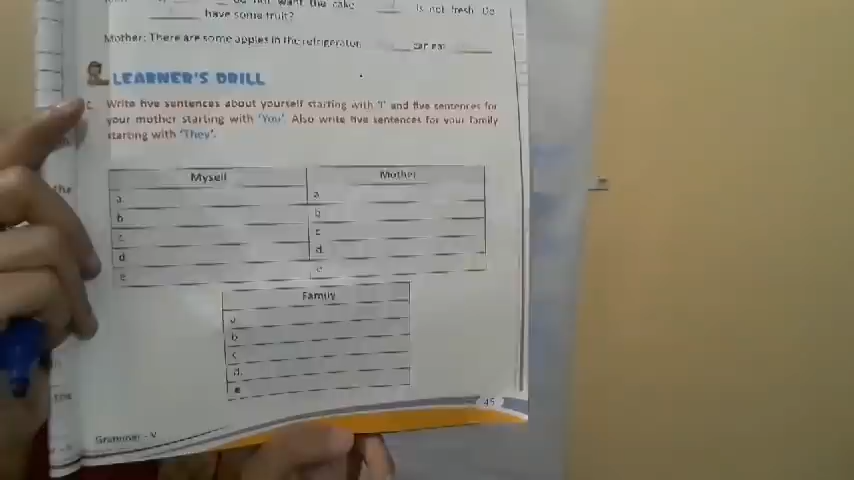 want the cake is not fresh. Do
have some fruit?
Mother: There are some apples in the refrigerator. can eat
LEARNER'S DRILL
C. Write five sentences about yourself starting with 'I' and five sentences for
your mother starting with 'You'. Also write five sentences for your family
starting with 'They'.
Myself Mother
a. a.
b. b.
c. c.
d. d.
e. e.
Family
a.
b.
c.
d.
e.
45
Grammar - V